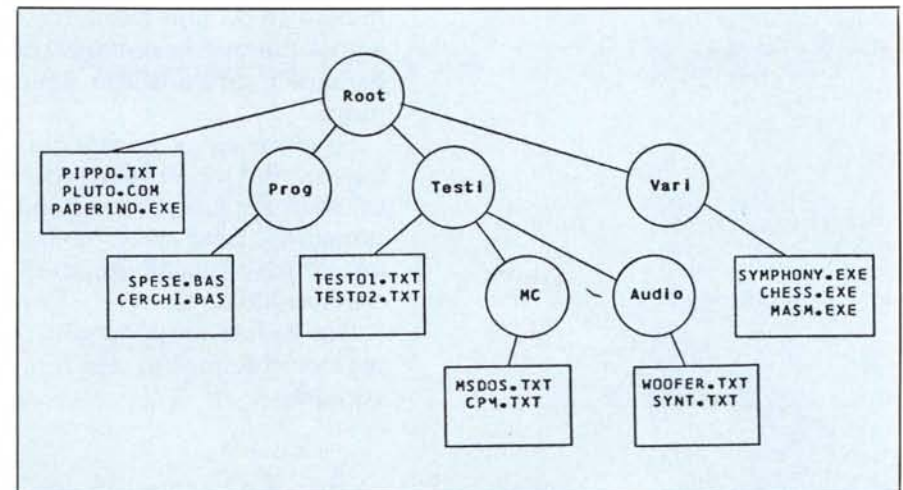 Root
PIPPO.TXT
PLUTO.COM
PAPERINO.EXE
Prog
Testi
Vari
SPESE.BAS
CERCHI.BAS
TESTO1.TXT
TESTO2.TXT
MC
Audio
SYMPHONY.EXE
CHESS.EXE
MASM.EXE
MSDOS.TXT
CPM.TXT
WOOFER.TXT
SYNT.TXT